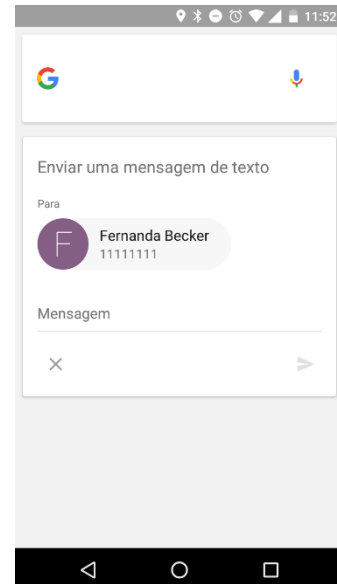 11:52
G
Enviar uma mensagem de texto
Para
F
Fernanda Becker
11111111
Mensagem